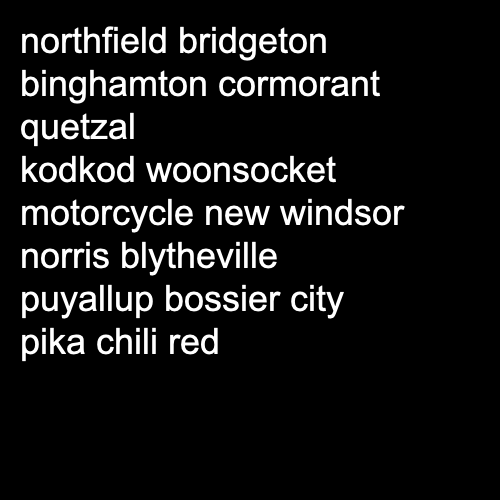 northfield bridgeton
binghamton cormorant
quetzal
kodkod woonsocket
motorcycle new windsor
norris blytheville
puyallup bossier city
pika chili red